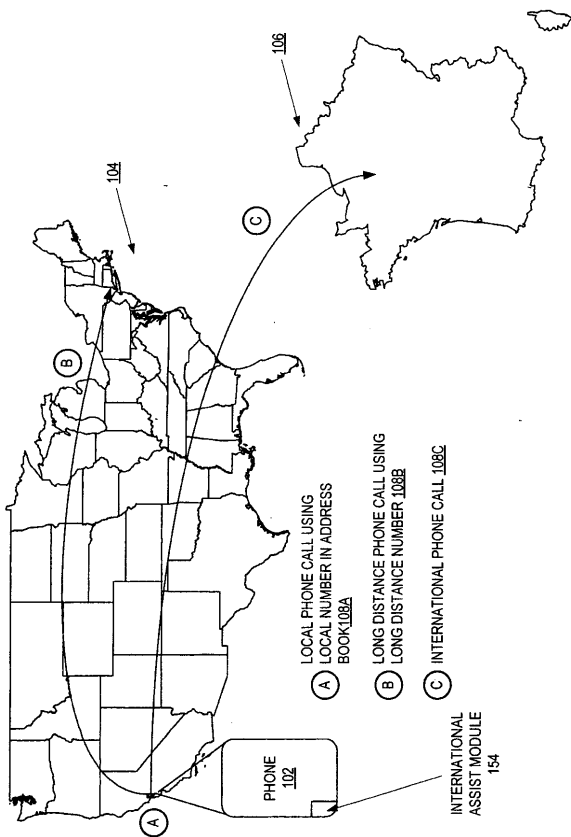 104
106
B
C
A
PHONE
102
INTERNATIONAL
ASSIST MODULE
154
A LOCAL PHONE CALL USING
LOCAL NUMBER IN ADDRESS
BOOK108A
B LONG DISTANCE PHONE CALL USING
LONG DISTANCE NUMBER 108B
C INTERNATIONAL PHONE CALL 108C